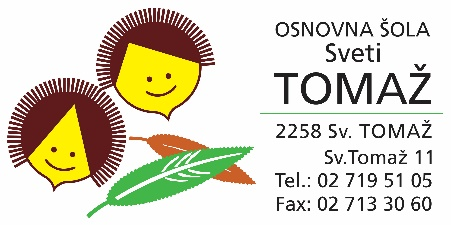 OSNOVNA ŠOLA
Sveti
TOMAŽ
2258 Sv. TOMAŽ
Sv.Tomaž 11
Tel.: 02 719 51 05
Fax: 02 713 30 60